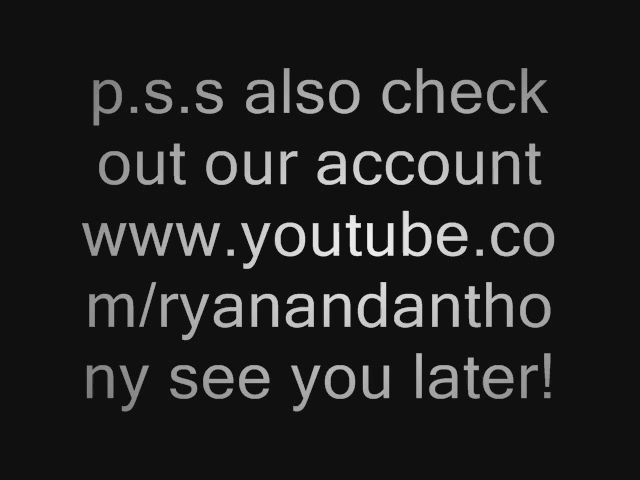 p.s.s also check
out our account
www.youtube.co
m/ryanandantho
ny see you later!